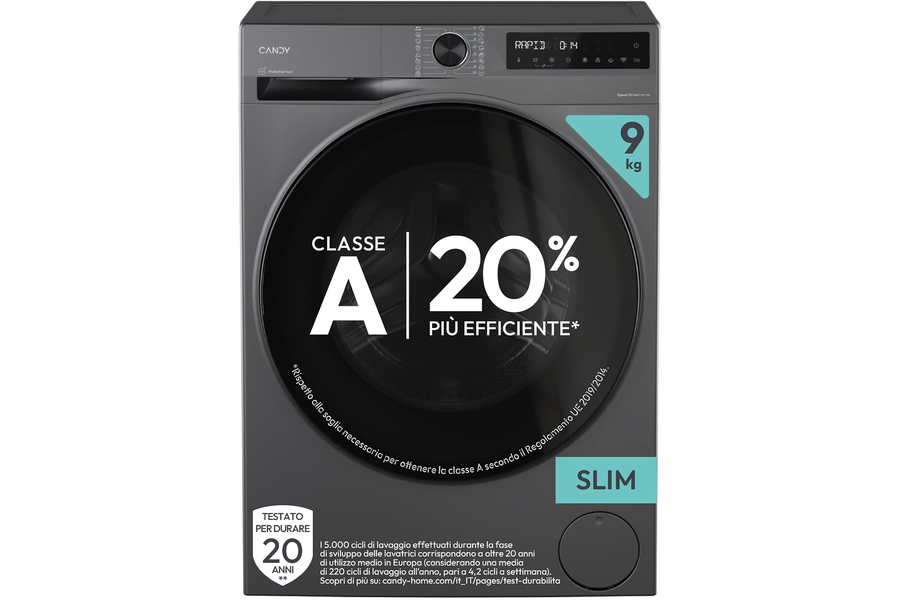 CANDY
RAPID 0:14
9
kg
CLASSE
A
20%
PIÙ EFFICIENTE*
*Rispetto alla soglia necessaria per ottenere la classe A secondo il Regolamento UE 2019/2014.
SLIM
TESTATO
PER DURARE
20
ANNI
**
I 5.000 cicli di lavaggio effettuati durante la fase
di sviluppo delle lavatrici corrispondono a oltre 20 anni
di utilizzo medio in Europa (considerando una media
di 220 cicli di lavaggio all'anno, pari a 4,2 cicli a settimana).
Scopri di più su: candy-home.com/it_IT/pages/test-durabilita